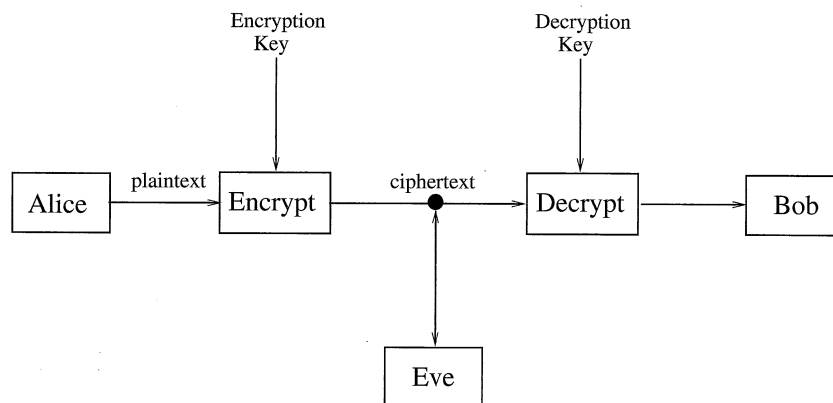 Encryption
Key
Decryption
Key
plaintext
ciphertext
Alice
Encrypt
Decrypt
Bob
Eve